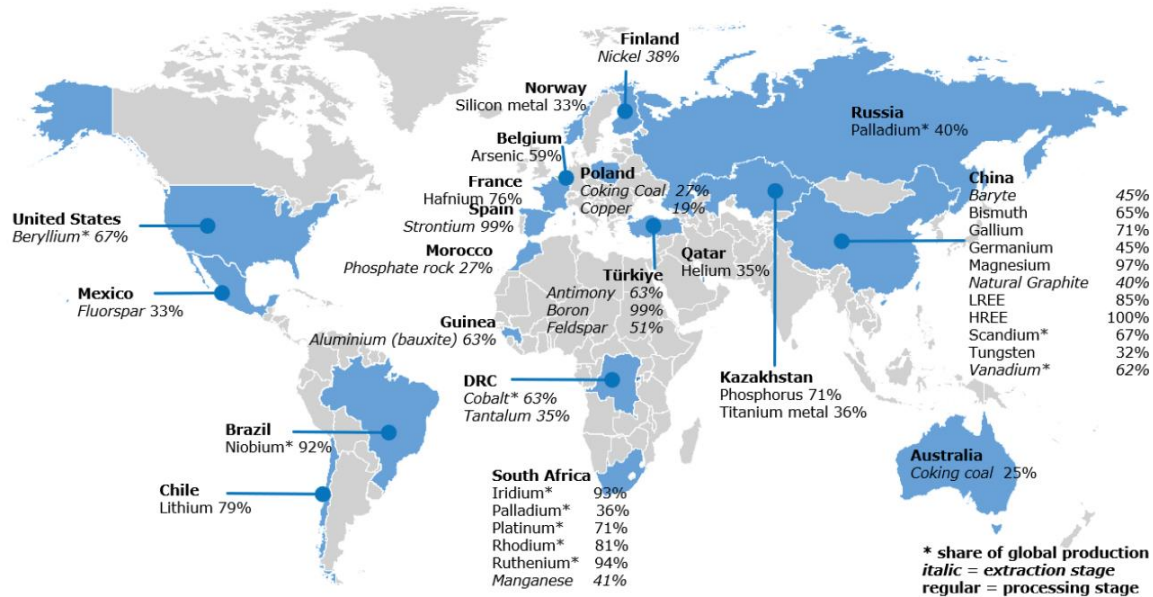 Finland
Nickel 38%
Norway
Silicon metal 33%
Russia
Palladium* 40%
Belgium
Arsenic 59%
Poland
Coking Coal 27%
Copper 19%
France
Hafnium 76%
Spain
Strontium 99%
China
Baryte 45%
Bismuth 65%
Gallium 71%
Germanium 45%
Magnesium 97%
Natural Graphite 40%
LREE 85%
HREE 100%
Scandium* 67%
Tungsten 32%
Vanadium* 62%
United States
Beryllium* 67%
Morocco
Phosphate rock 27%
Qatar
Helium 35%
Türkiye
Antimony 63%
Boron 99%
Feldspar 51%
Mexico
Fluorspar 33%
Guinea
Aluminium (bauxite) 63%
DRC
Cobalt* 63%
Tantalum 35%
Kazakhstan
Phosphorus 71%
Titanium metal 36%
Brazil
Niobium* 92%
Australia
Coking coal 25%
Chile
Lithium 79%
South Africa
Iridium* 93%
Palladium* 36%
Platinum* 71%
Rhodium* 81%
Ruthenium* 94%
Manganese 41%
* share of global production
italic = extraction stage
regular = processing stage